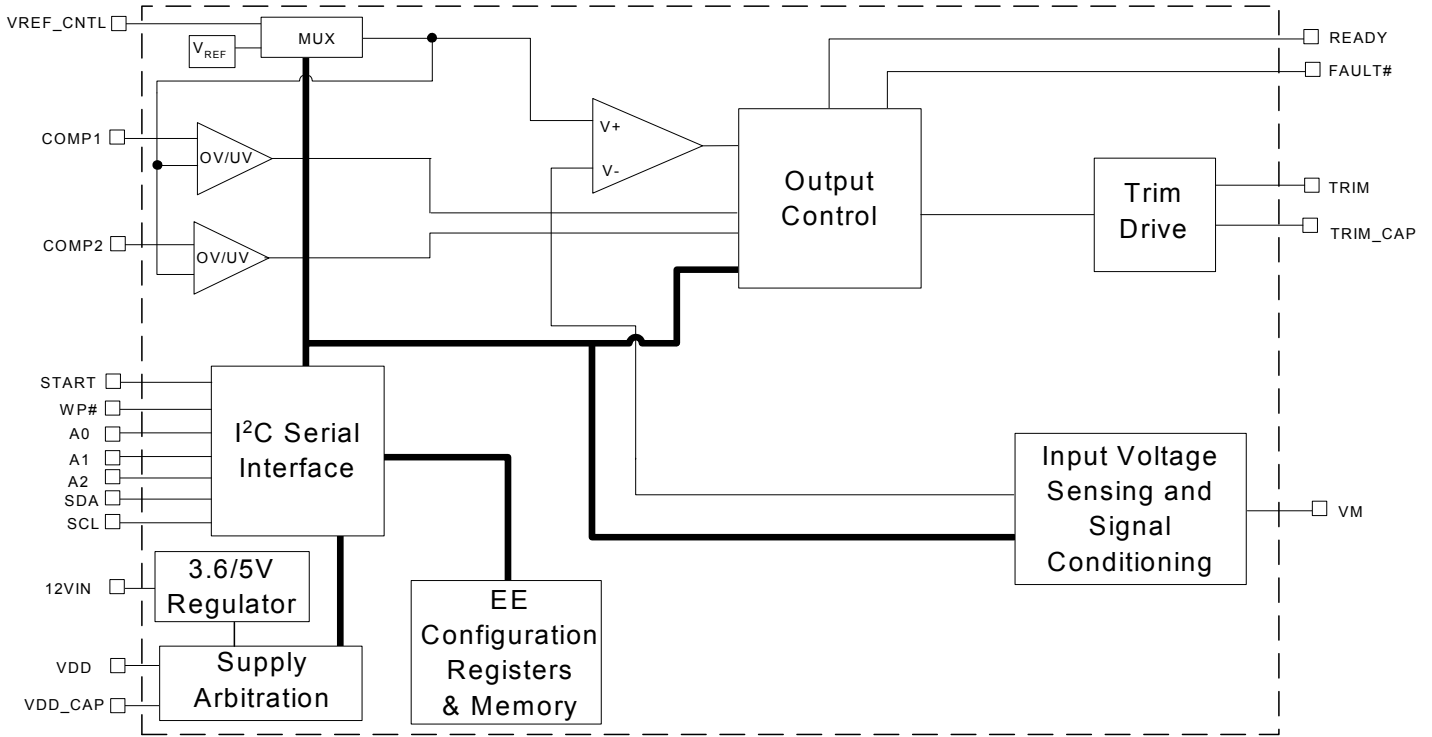 VREF_CNTL
VREF
MUX
READY
FAULT#
COMP1
OV/UV
V+
V-
Output
Control
Trim
Drive
TRIM
TRIM_CAP
COMP2
OV/UV
START
WP#
A0
A1
A2
SDA
SCL
I²C Serial
Interface
Input Voltage
Sensing and
Signal
Conditioning
VM
12VIN
3.6/5V
Regulator
EE
Configuration
Registers
& Memory
VDD
VDD_CAP
Supply
Arbitration